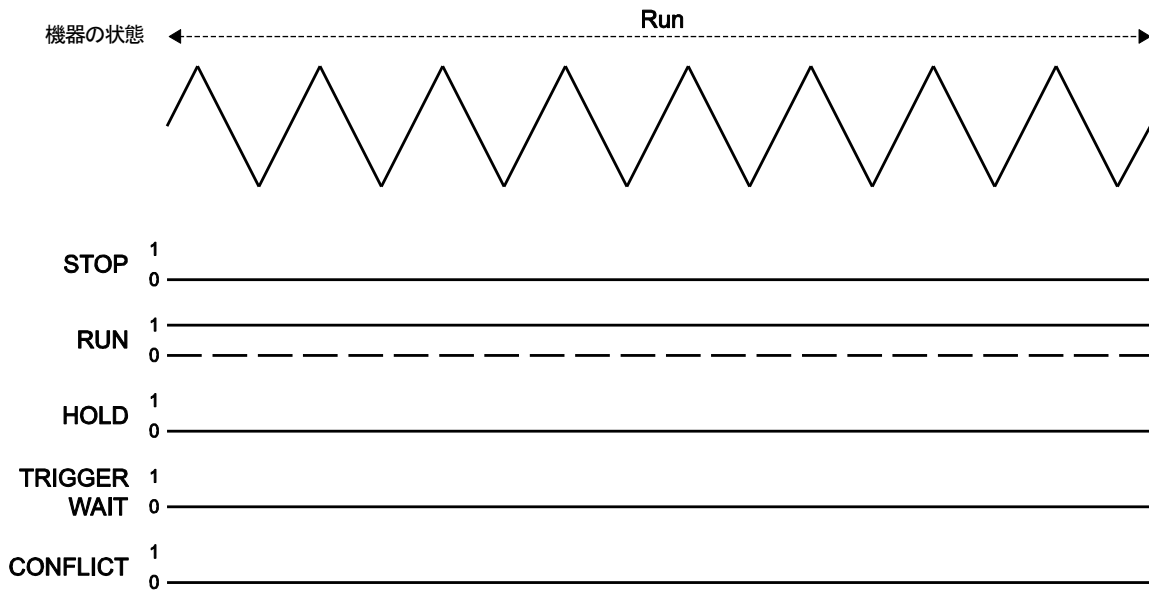 Run
機器の状態
1
STOP
0
1
RUN
0
1
HOLD
0
TRIGGER 1
WAIT 0
1
CONFLICT
0